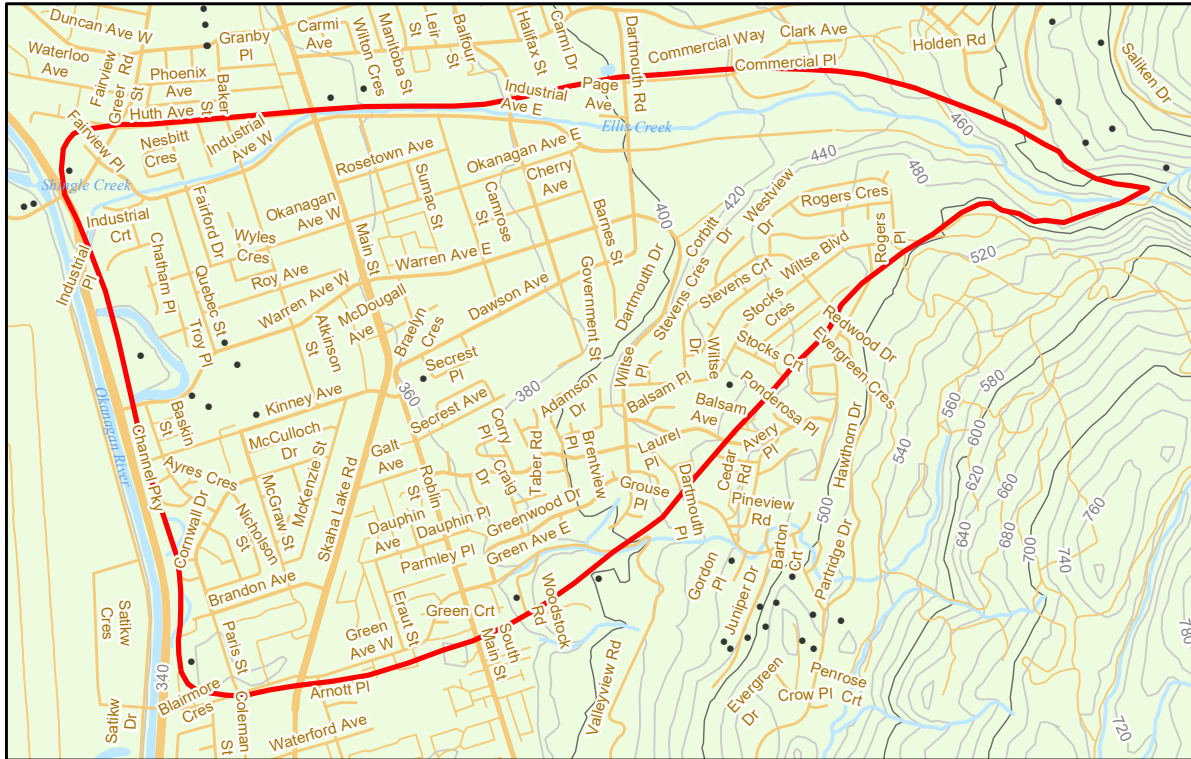 Duncan Ave W
Waterloo
Ave
Fairview
Rd
Greer
St
Phoenix
Ave
Granby
Pl
Baker
St
Huth Ave
Carmi
Ave
Wilton Cres
Manitoba
St
Leir
St
Balfour
St
Halifax St
Carmi Dr
Dartmouth Rd
Commercial Way
Clark Ave
Commercial Pl
Holden Rd
Saliken Dr
Page
Ave
Industrial
Ave E
Ellis Creek
460
Fairview Pl
Nesbitt
Cres
Industrial
Ave W
Shingle Creek
Rosetown Ave
Okanagan Ave E
Cherry
Ave
Sumac St
Camrose
St
440
480
420
400
Westview
Dr
Corbitt
Dr
Rogers Cres
Rogers
Pl
Industrial
Crt
Fairford Dr
Okanagan
Ave W
Wyles
Cres
Chatham Pl
Main St
Warren Ave E
Barnes St
Industrial
Pl
Roy Ave
Quebec St
Warren Ave W
Dawson Ave
Government St
Dartmouth Dr
Stevens Cres
Stevens Crt
Wiltse Blvd
520
McDougall
Ave
Atkinson
St
Braelyn
Cres
Troy Pl
Stocks
Cres
Redwood Dr
Evergreen Cres
Okanagan River
Secrest
Pl
360
380
Wiltse
Pl
Wiltse
Dr
Stocks Crt
Kinney Ave
Adamson
Dr
Balsam Pl
Ponderosa Pl
580
560
600
Secrest Ave
Baskin
St
Balsam
Ave
Channel Pky
McCulloch
Dr
Galt
Ave
Corry
Pl
Craig
Dr
Taber Rd
Brentview
Pl
Laurel
Pl
Avery
Pl
Hawthorn Dr
540
Ayres Cres
McKenzie St
McGraw St
Skaha Lake Rd
Roblin
St
Grouse
Pl
Dartmouth
Pl
Cedar
Rd
620
660
640
680
700
740
760
780
720
Cornwall Dr
Nicholson
St
Dauphin
Ave
Dauphin Pl
Greenwood Dr
Pineview
Rd
500
Parmley Pl
Green Ave E
Barton
Crt
Gordon
Pl
Partridge Dr
Brandon Ave
Juniper Dr
Satikw
Cres
Eraut St
Green Crt
Woodstock
Rd
Paris St
Green
Ave W
South
Main St
340
Valleyview Rd
Blairmore
Cres
Arnott Pl
Evergreen
Dr
Crow Pl
Penrose
Crt
Satikw
Dr
Coleman
St
Waterford Ave